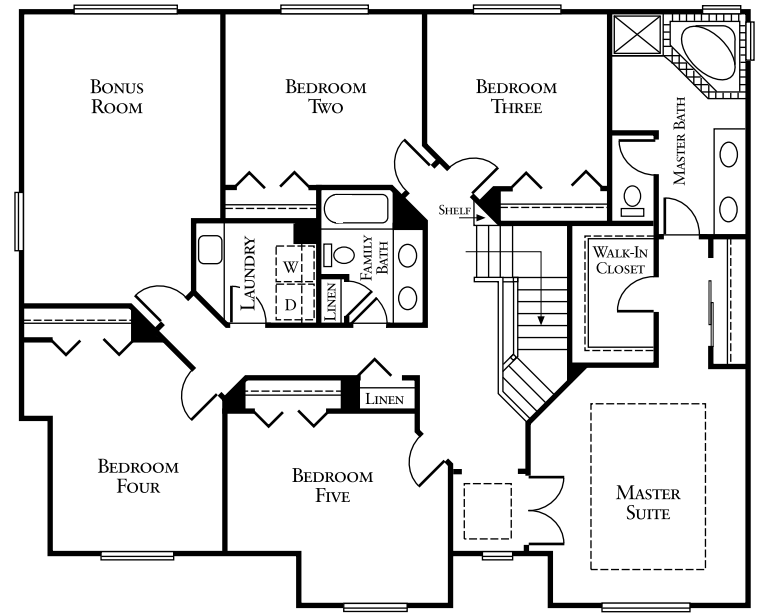 BONUS
ROOM
BEDROOM
TWO
BEDROOM
THREE
MASTER BATH
SHELF
LAUNDRY
W
D
FAMILY
BATH
LINEN
WALK-IN
CLOSET
LINEN
BEDROOM
FOUR
BEDROOM
FIVE
MASTER
SUITE